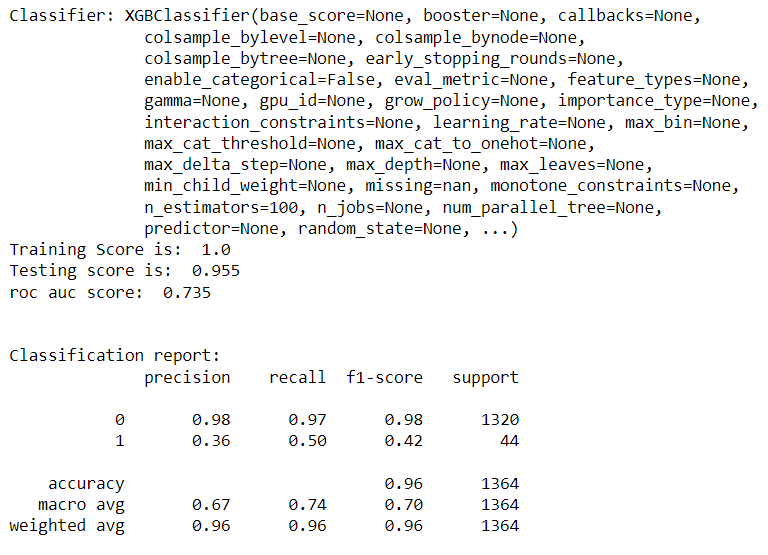 Classifier: XGBClassifier(base_score=None, booster=None, callbacks=None,
colsample_bylevel=None, colsample_bynode=None,
colsample_bytree=None, early_stopping_rounds=None,
enable_categorical=False, eval_metric=None, feature_types=None,
gamma=None, gpu_id=None, grow_policy=None, importance_type=None,
interaction_constraints=None, learning_rate=None, max_bin=None,
max_cat_threshold=None, max_cat_to_onehot=None,
max_delta_step=None, max_depth=None, max_leaves=None,
min_child_weight=None, missing=nan, monotone_constraints=None,
n_estimators=100, n_jobs=None, num_parallel_tree=None,
predictor=None, random_state=None, ...)
Training Score is:  1.0
Testing score is:  0.955
roc auc score:  0.735
Classification report:
precision    recall  f1-score   support
0       0.98      0.97      0.98      1320
1       0.36      0.50      0.42        44
accuracy                           0.96      1364
macro avg       0.67      0.74      0.70      1364
weighted avg       0.96      0.96      0.96      1364